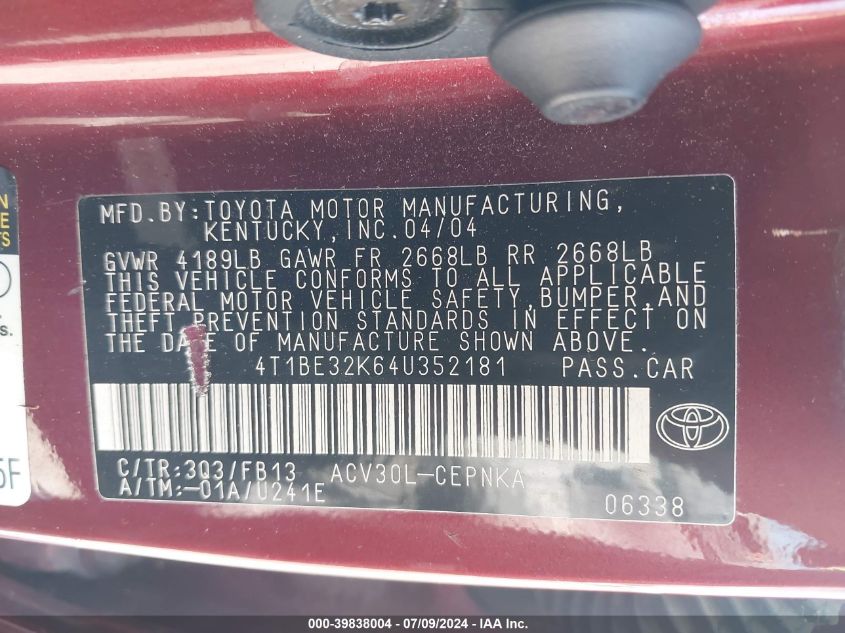 MFD.BY:TOYOTA MOTOR MANUFACTURING,
KENTUCKY,INC.04/04
GVWR 4189LB GAWR FR 2668LB RR 2668LB
THIS VEHICLE CONFORMS TO ALL APPLICABLE
FEDERAL MOTOR VEHICLE SAFETY,BUMPER,AND
THEFT PREVENTION STANDARDS IN EFFECT ON
THE DATE OF MANUFACTURE SHOWN ABOVE.
4T1BE32K64U352181 PASS.CAR
C/TR:3Q3/FB13 ACV30L-CEPNKA
A/TM:-01A/U241E
06338
000-39838004 / 07/09/2024 - IAA Inc.